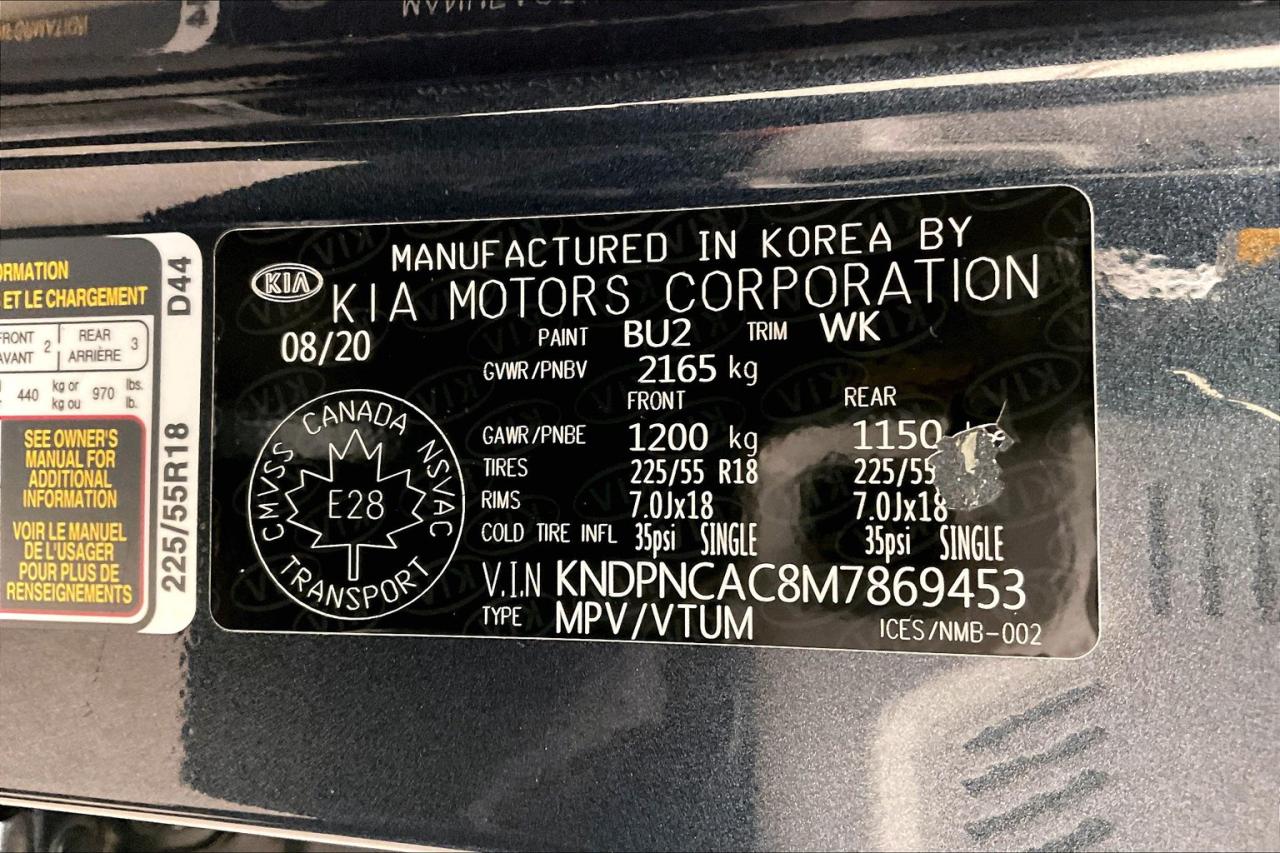 ORMATION
ET LE CHARGEMENT
FRONT 2 REAR 3
AVANT ARRIÈRE
440 kg or 970 lbs.
kg ou lb.
SEE OWNER'S
MANUAL FOR
ADDITIONAL
INFORMATION
VOIR LE MANUEL
DE L'USAGER
POUR PLUS DE
RENSEIGNEMENTS
D44
225/55R18
MANUFACTURED IN KOREA BY
KIA KIA MOTORS CORPORATION
08/20 PAINT BU2 TRIM WK
GVWR/PNBV 2165 kg
FRONT REAR
GAWR/PNBE 1200 kg 1150
TIRES 225/55 R18 225/55
RIMS 7.0Jx18 7.0Jx18
COLD TIRE INFL 35psi SINGLE 35psi SINGLE
V.I.N KNDPNCAC8M7869453
TYPE MPV/VTUM ICES/NMB-002
CANADA
CMVSS NSVAC
E28
TRANSPORT